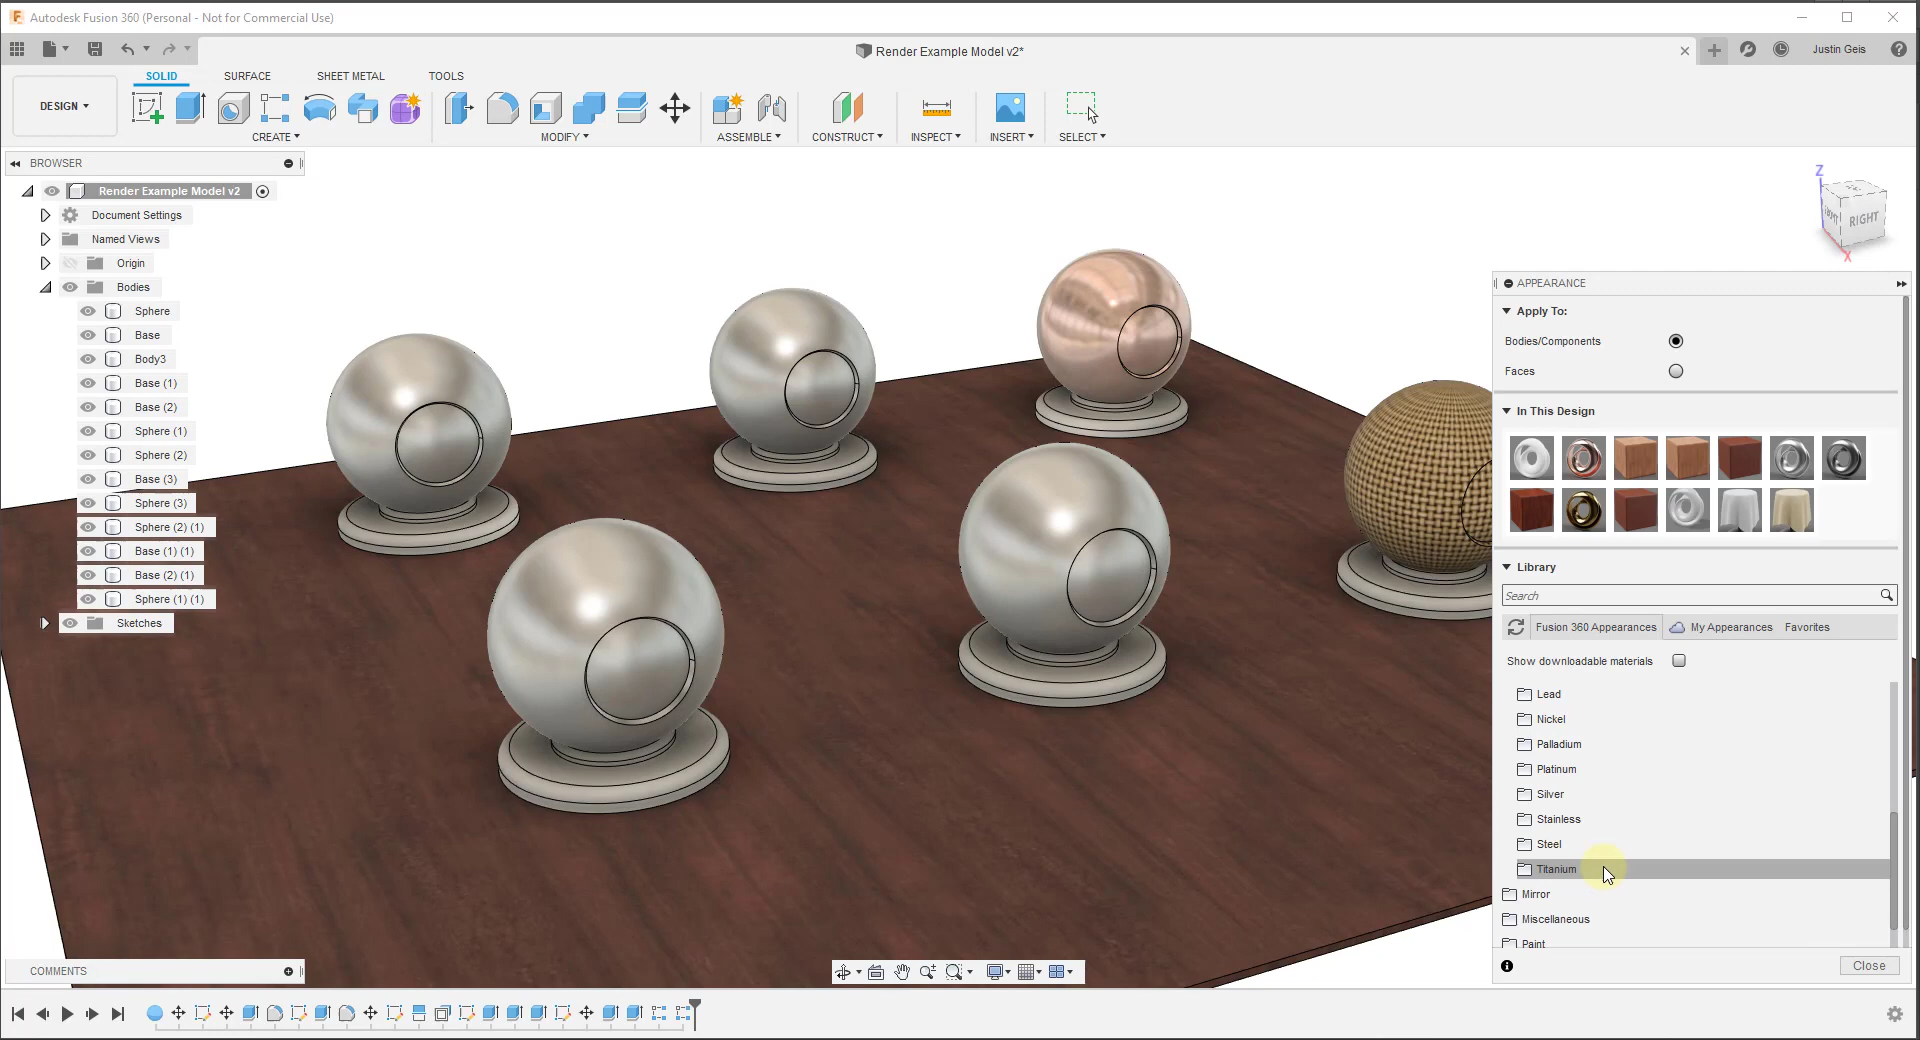 Autodesk Fusion 360 (Personal - Not for Commercial Use)
Render Example Model v2*
Justin Geis
DESIGN
SOLID
SURFACE
SHEET METAL
TOOLS
CREATE
MODIFY
ASSEMBLE
CONSTRUCT
INSPECT
INSERT
SELECT
BROWSER
Render Example Model v2
Document Settings
Named Views
Origin
Bodies
Sphere
Base
Body3
Base (1)
Base (2)
Sphere (1)
Sphere (2)
Base (3)
Sphere (3)
Sphere (2) (1)
Base (1) (1)
Base (2) (1)
Sphere (1) (1)
Sketches
Z
RIGHT
X
APPEARANCE
Apply To:
Bodies/Components
Faces
In This Design
Library
Search
Fusion 360 Appearances
My Appearances
Favorites
Show downloadable materials
Lead
Nickel
Palladium
Platinum
Silver
Stainless
Steel
Titanium
Mirror
Miscellaneous
Paint
Close
COMMENTS